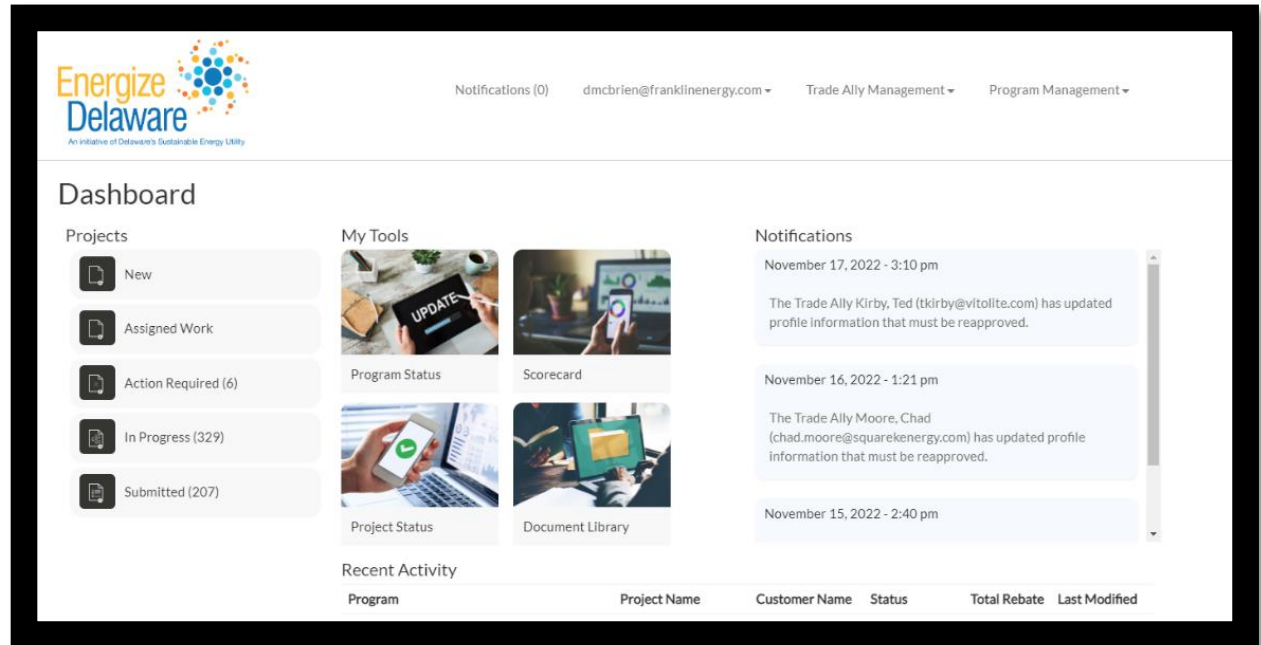 Energize
Delaware
An initiative of Delaware's Sustainable Energy Utility
Notifications (0)
dmcbrien@franklinenergy.com
Trade Ally Management
Program Management
Dashboard
Projects
New
Assigned Work
Action Required (6)
In Progress (329)
Submitted (207)
My Tools
UPDATE
Program Status
Scorecard
Project Status
Document Library
Notifications
November 17, 2022 - 3:10 pm
The Trade Ally Kirby, Ted (tkirby@vitolite.com) has updated
profile information that must be reapproved.
November 16, 2022 - 1:21 pm
The Trade Ally Moore, Chad
(chad.moore@squarekenergy.com) has updated profile
information that must be reapproved.
November 15, 2022 - 2:40 pm
Recent Activity
Program Project Name Customer Name Status Total Rebate Last Modified